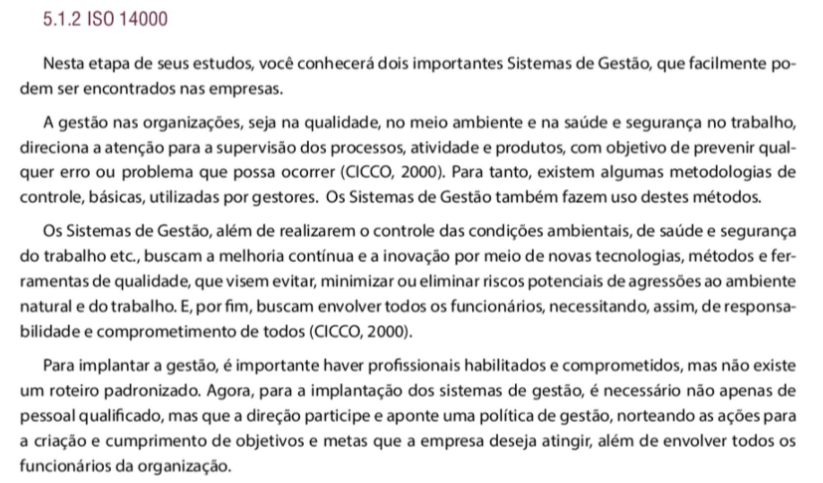 5.1.2 ISO 14000
Nesta etapa de seus estudos, você conhecerá dois importantes Sistemas de Gestão, que facilmente po-
dem ser encontrados nas empresas.
A gestão nas organizações, seja na qualidade, no meio ambiente e na saúde e segurança no trabalho,
direciona a atenção para a supervisão dos processos, atividade e produtos, com objetivo de prevenir qual-
quer erro ou problema que possa ocorrer (CICCO, 2000). Para tanto, existem algumas metodologias de
controle, básicas, utilizadas por gestores. Os Sistemas de Gestão também fazem uso destes métodos.
Os Sistemas de Gestão, além de realizarem o controle das condições ambientais, de saúde e segurança
do trabalho etc., buscam a melhoria contínua e a inovação por meio de novas tecnologias, métodos e fer-
ramentas de qualidade, que visem evitar, minimizar ou eliminar riscos potenciais de agressões ao ambiente
natural e do trabalho. E, por fim, buscam envolver todos os funcionários, necessitando, assim, de responsa-
bilidade e comprometimento de todos (CICCO, 2000).
Para implantar a gestão, é importante haver profissionais habilitados e comprometidos, mas não existe
um roteiro padronizado. Agora, para a implantação dos sistemas de gestão, é necessário não apenas de
pessoal qualificado, mas que a direção participe e aponte uma política de gestão, norteando as ações para
a criação e cumprimento de objetivos e metas que a empresa deseja atingir, além de envolver todos os
funcionários da organização.